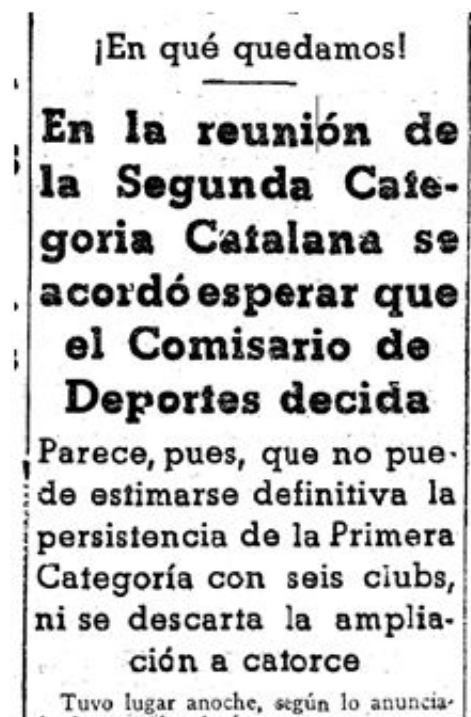 ¡En qué quedamos!
En la reunión de
la Segunda Cate-
goria Catalana se
acordó esperar que
el Comisario de
Deportes decida
Parece, pues, que no pue-
de estimarse definitiva la
persistencia de la Primera
Categoría con seis clubs,
ni se descarta la amplia-
ción a catorce
Tuvo lugar anoche, según lo anuncia-